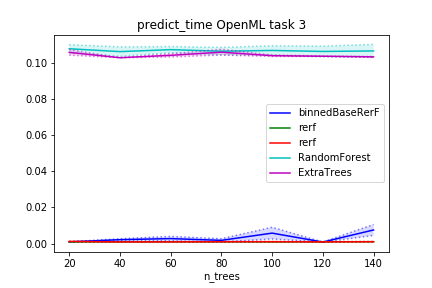 predict_time OpenML task 3
0.10
0.08
0.06
0.04
0.02
0.00
binnedBaseRerF
rerf
rerf
RandomForest
ExtraTrees
20 40 60 80 100 120 140
n_trees